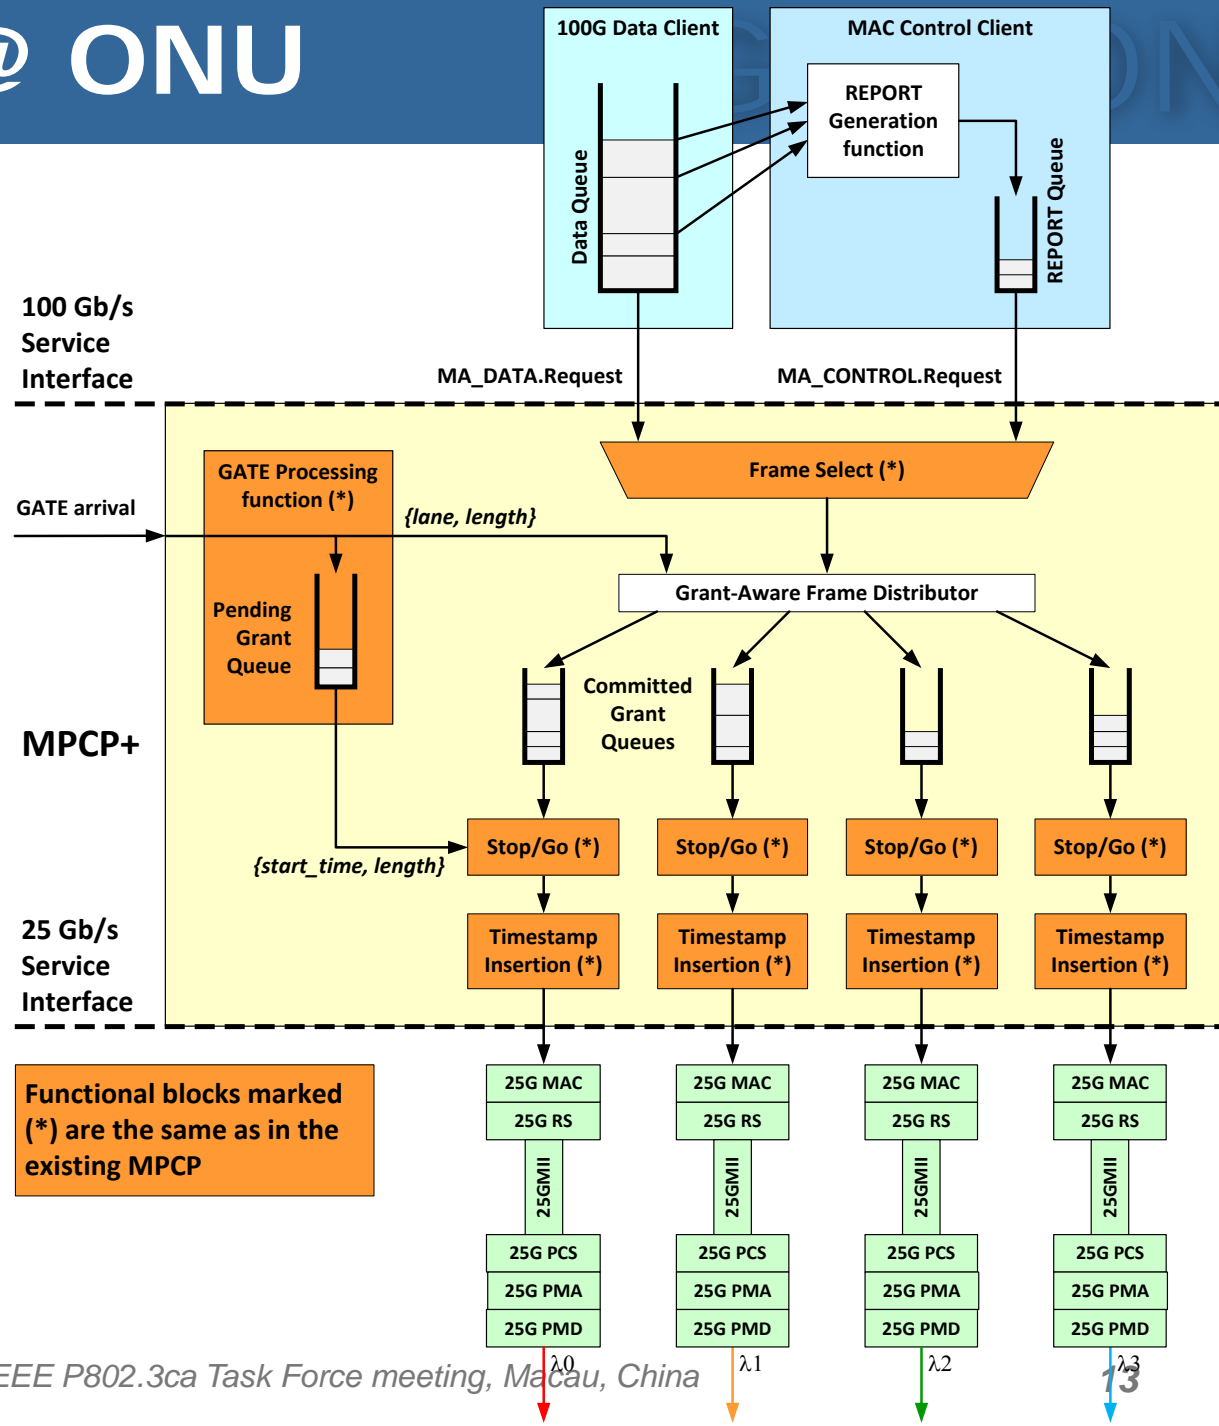 @ ONU
100G Data Client
MAC Control Client
REPORT
Generation
function
Data Queue
REPORT Queue
100 Gb/s
Service
Interface
MA_DATA.Request
MA_CONTROL.Request
GATE Processing
function (*)
Frame Select (*)
GATE arrival
{lane, length}
Grant-Aware Frame Distributor
Pending
Grant
Queue
Committed
Grant
Queues
MPCP+
Stop/Go (*)
Stop/Go (*)
Stop/Go (*)
Stop/Go (*)
{start_time, length}
25 Gb/s
Service
Interface
Timestamp
Insertion (*)
Timestamp
Insertion (*)
Timestamp
Insertion (*)
Timestamp
Insertion (*)
Functional blocks marked
(*) are the same as in the
existing MPCP
25G MAC
25G RS
25GMII
25G PCS
25G PMA
25G PMD
λ0
25G MAC
25G RS
25GMII
25G PCS
25G PMA
25G PMD
λ1
25G MAC
25G RS
25GMII
25G PCS
25G PMA
25G PMD
λ2
25G MAC
25G RS
25GMII
25G PCS
25G PMA
25G PMD
λ3
EEE P802.3ca Task Force meeting, Macau, China
13